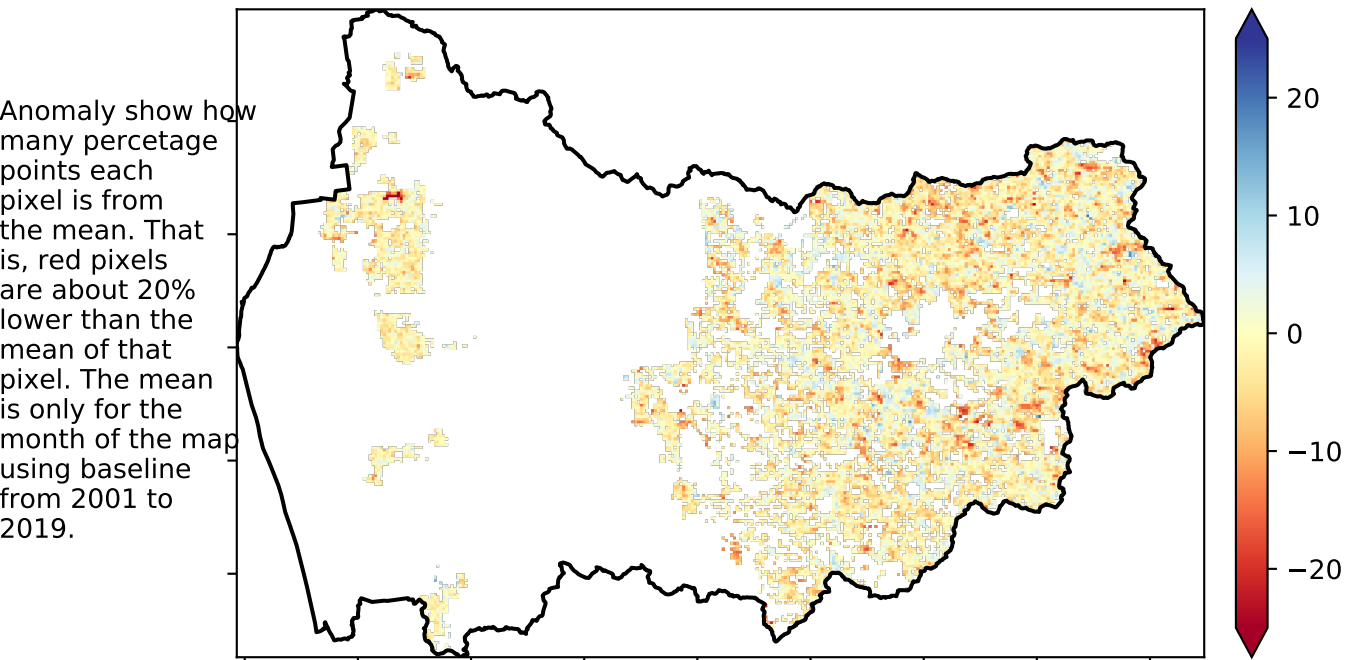 Anomaly show how
many percetage
points each
pixel is from
the mean. That
is, red pixels
are about 20%
lower than the
mean of that
pixel. The mean
is only for the
month of the map
using baseline
from 2001 to
2019.
20
10
0
−10
−20